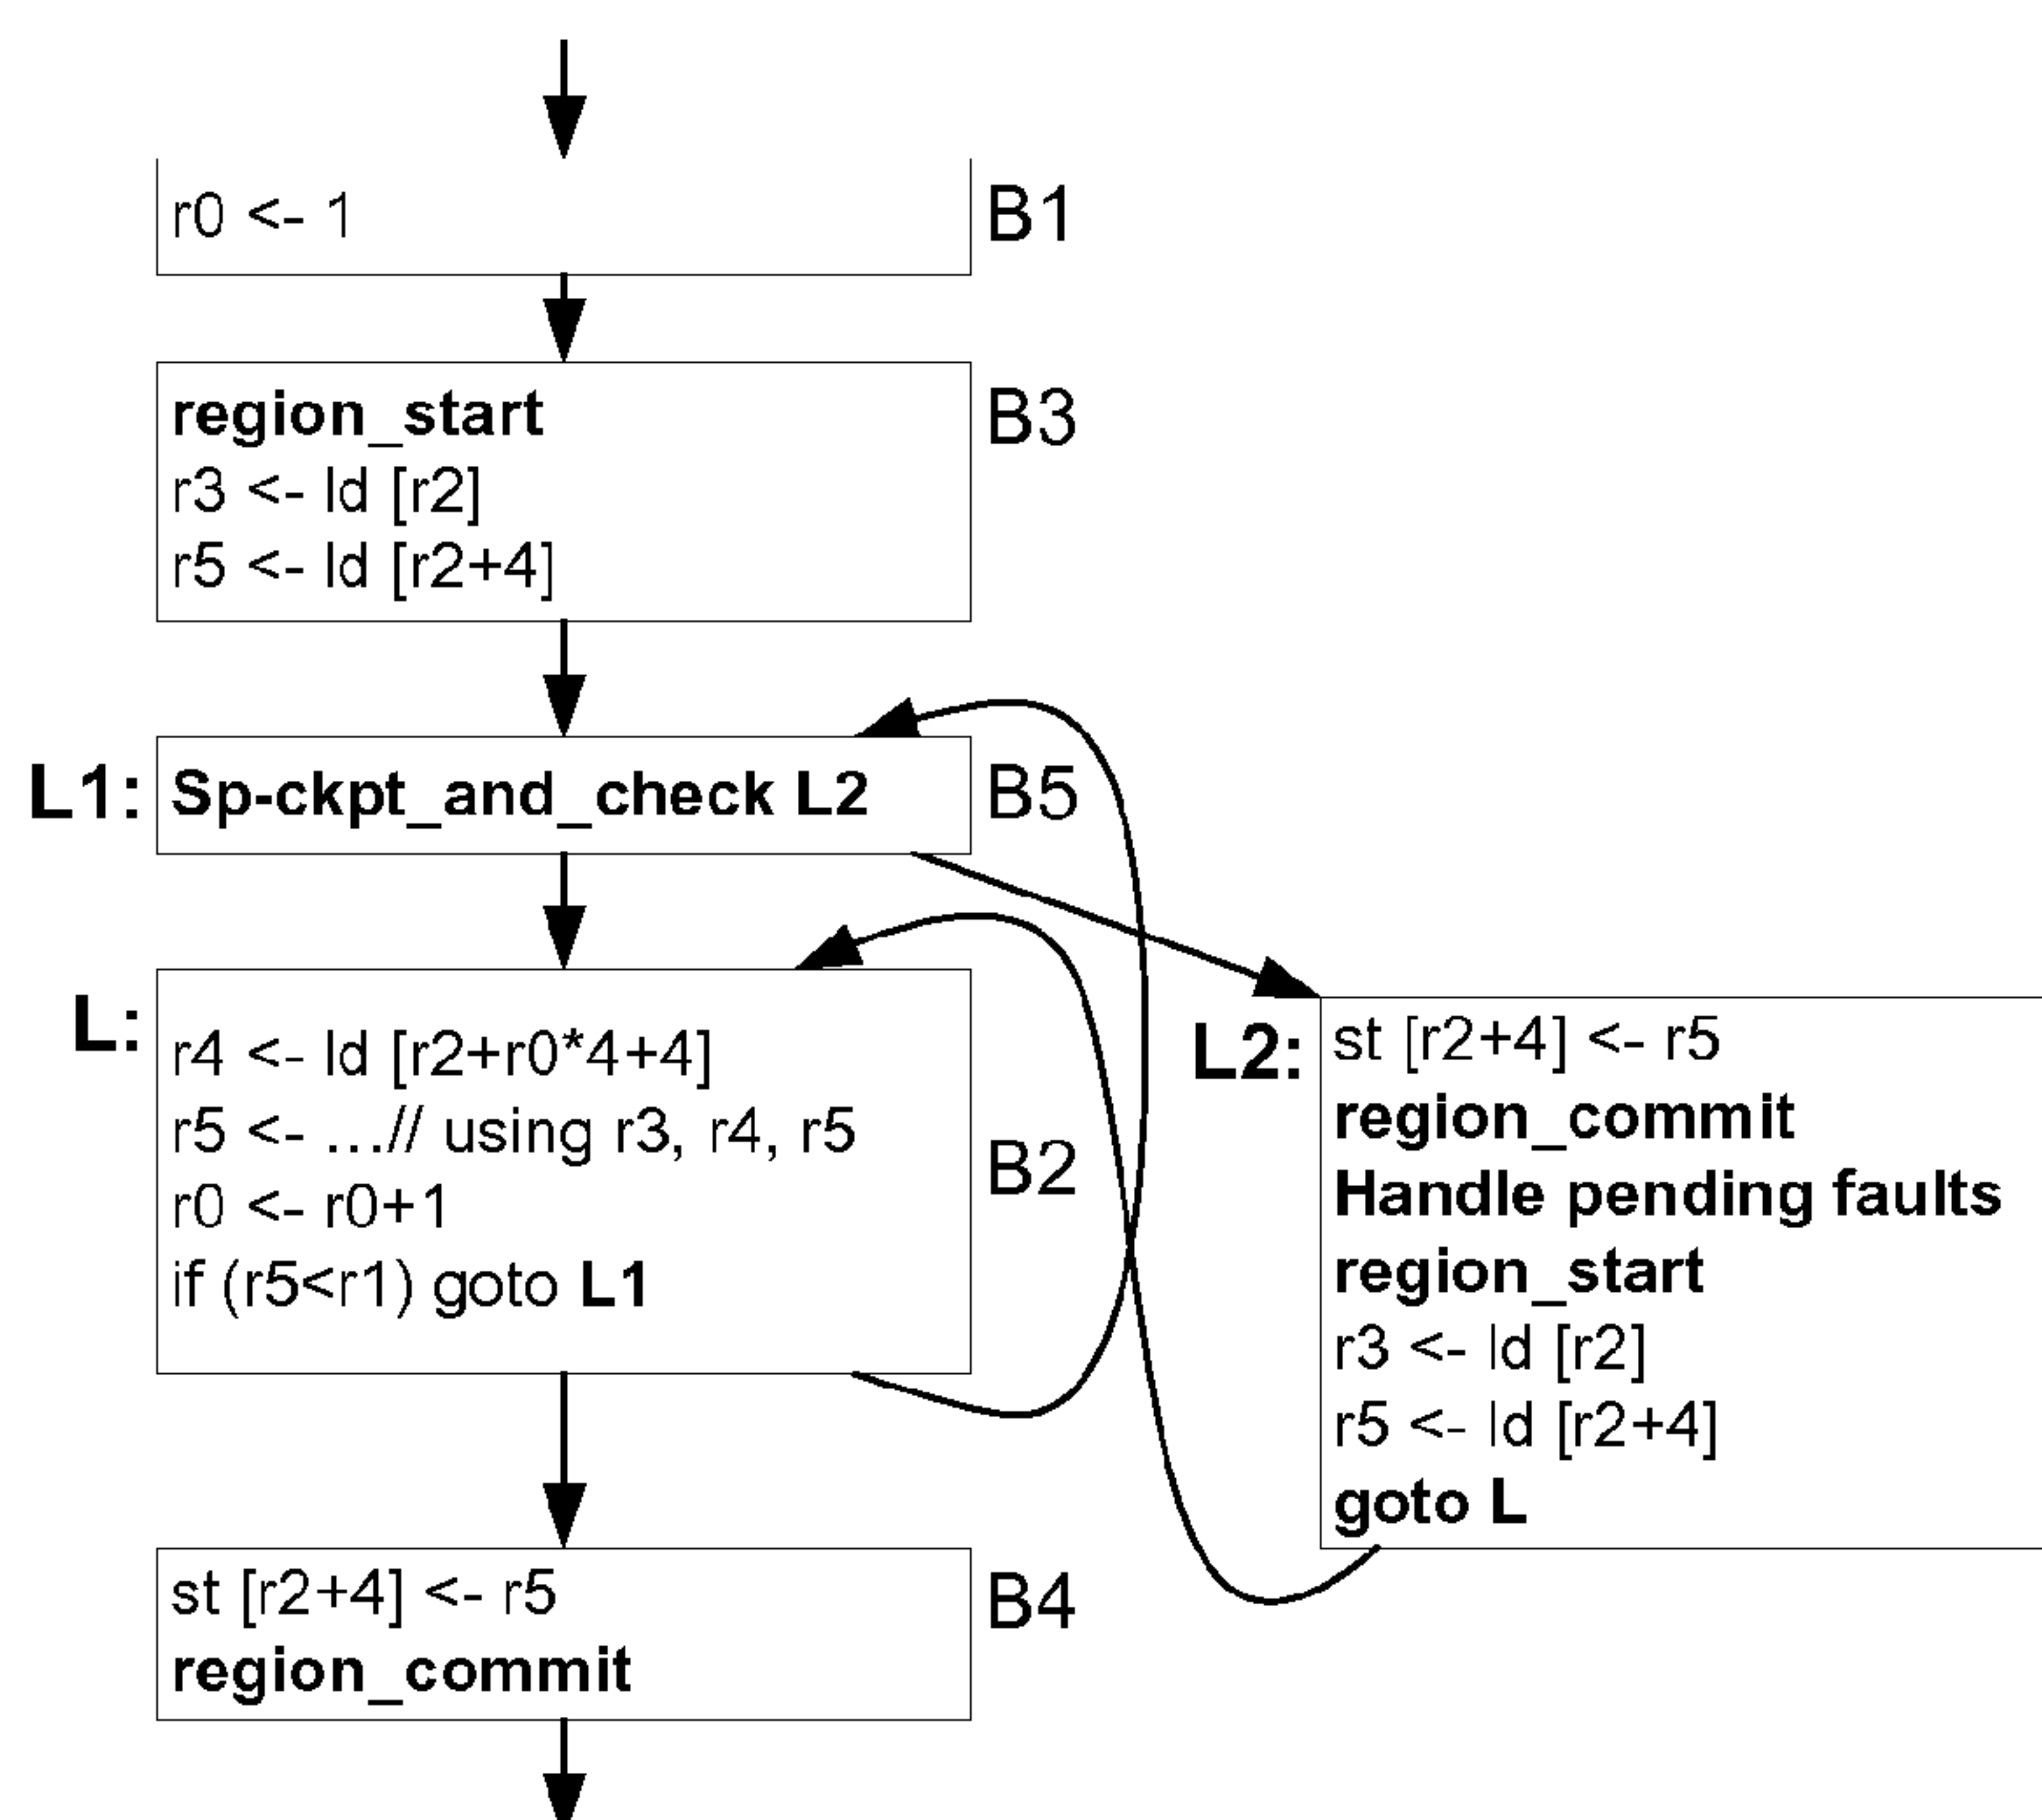 r0 <- 1
B1
region_start
B3
r3 <- ld [r2]
r5 <- ld [r2+4]
L1: Sp-ckpt_and_check L2
B5
L:
r4 <- ld [r2+r0*4+4]
r5 <- ...// using r3, r4, r5
r0 <- r0+1
if (r5<r1) goto L1
B2
L2: st [r2+4] <- r5
region_commit
Handle pending faults
region_start
r3 <- ld [r2]
r5 <- ld [r2+4]
goto L
st [r2+4] <- r5
B4
region_commit